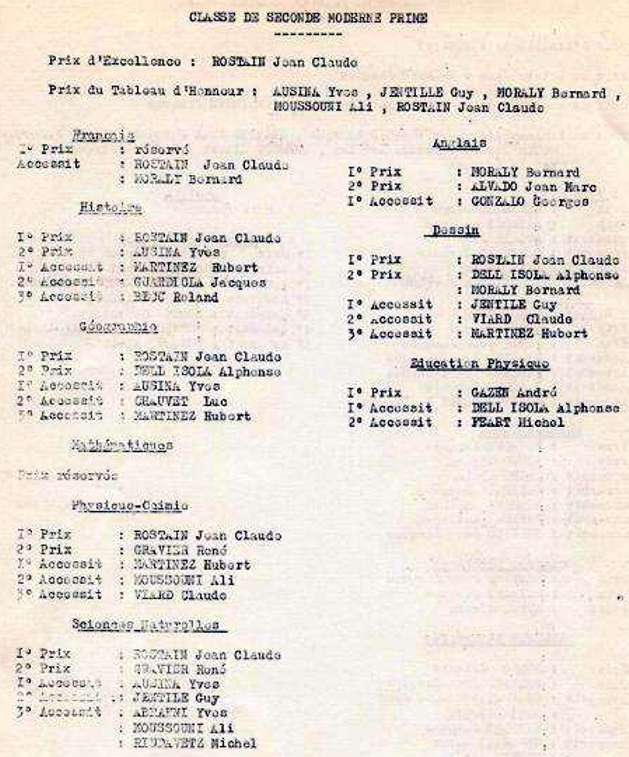 CLASSE DE SECONDE MODERNE PRIME
---------
Prix d'Excellence : ROSTAIN Jean Claude
Prix du Tableau d'Honneur : AUSINA Yves , JENTILLE Guy , MORALY Bernard ,
MOUSSOUNI Ali , ROSTAIN Jean Claude
Français
I° Prix : réservé
Accessit : ROSTAIN Jean Claude
: MORALY Bernard
Histoire
I° Prix : ROSTAIN Jean Claude
2° Prix : AUSINA Yves
I° Accessit : MARTINEZ Hubert
2° Accessit : GUARDIOLA Jacques
3° Accessit : Roland
Géographie
I° Prix : ROSTAIN Jean Claude
2° Prix : DELL ISOLA Alphonse
I° Accessit : AUSINA Yves
2° Accessit : CHAUVET Luc
3° Accessit : MARTINEZ Hubert
Mathématiques
Prix réservés
Physique-Chimie
I° Prix : ROSTAIN Jean Claude
2° Prix : GRAVIER René
I° Accessit : MARTINEZ Hubert
2° Accessit : MOUSSOUNI Ali
3° Accessit : VIARD Claude
Sciences Naturelles
I° Prix : ROSTAIN Jean Claude
2° Prix : GRAVIER René
I° Accessit : AUSINA Yves
2° Accessit : JENTILE Guy
3° Accessit : Yves
: MOUSSOUNI Ali
: Michel
Anglais
I° Prix : MORALY Bernard
2° Prix : ALVADO Jean Marc
I° Accessit : GONZALO Georges
Dessin
I° Prix : ROSTAIN Jean Claude
2° Prix : DELL ISOLA Alphonse
: MORALY Bernard
I° Accessit : JENTILE Guy
2° Accessit : VIARD Claude
3° Accessit : MARTINEZ Hubert
Education Physique
I° Prix : GAZEN André
I° Accessit : DELL ISOLA Alphonse
2° Accessit : FEART Michel